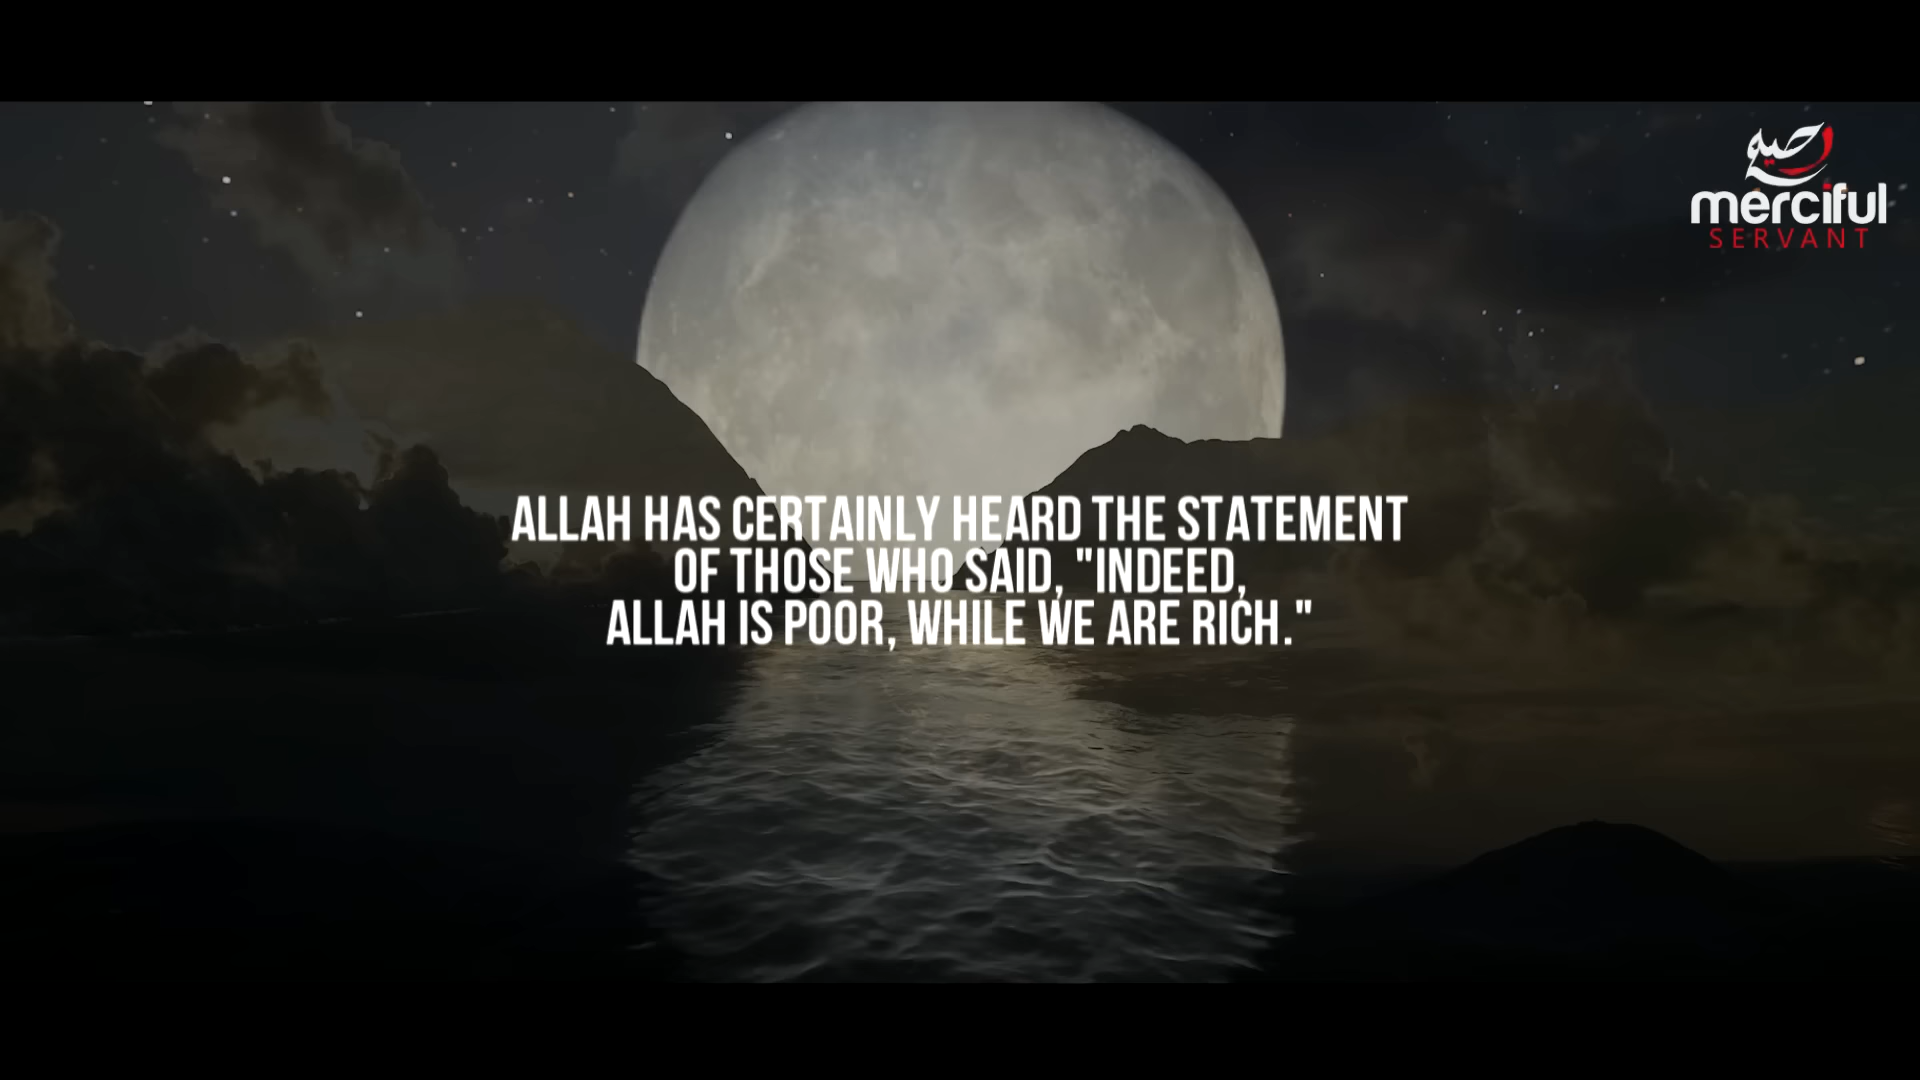 رحيم
merciful
SERVANT
ALLAH HAS CERTAINLY HEARD THE STATEMENT
OF THOSE WHO SAID, "INDEED,
ALLAH IS POOR, WHILE WE ARE RICH."